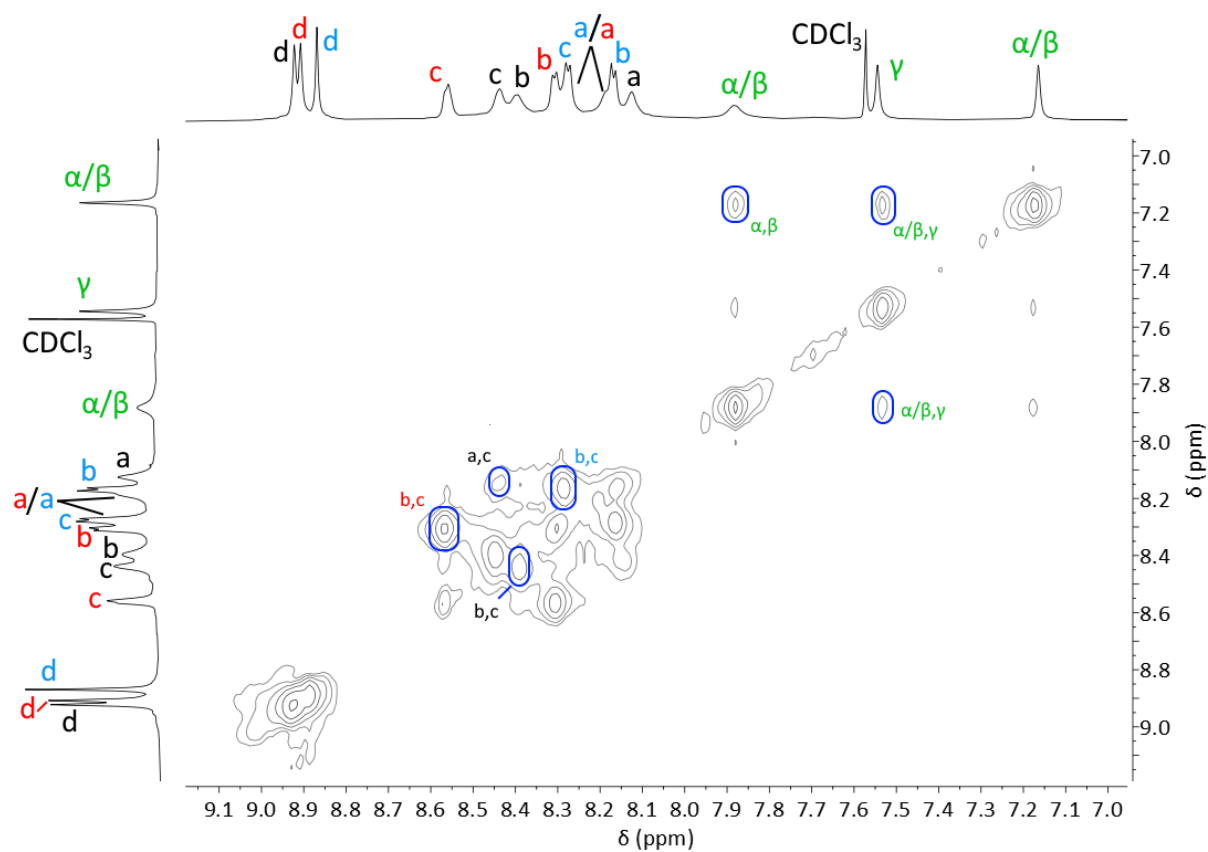 d d d
c
c b
b c a/a b a
α/β
CDCl3 γ
α/β
α/β
γ
CDCl3
α/β
a
b
a/a
c
b
b
c
c
d
d
d
α,β
α/β,γ
α/β,γ
a,c
b,c
b,c
b,c
7.0
7.2
7.4
7.6
7.8
8.0
8.2
8.4
8.6
8.8
9.0
δ (ppm)
9.1 9.0 8.9 8.8 8.7 8.6 8.5 8.4 8.3 8.2 8.1 8.0 7.9 7.8 7.7 7.6 7.5 7.4 7.3 7.2 7.1 7.0
δ (ppm)